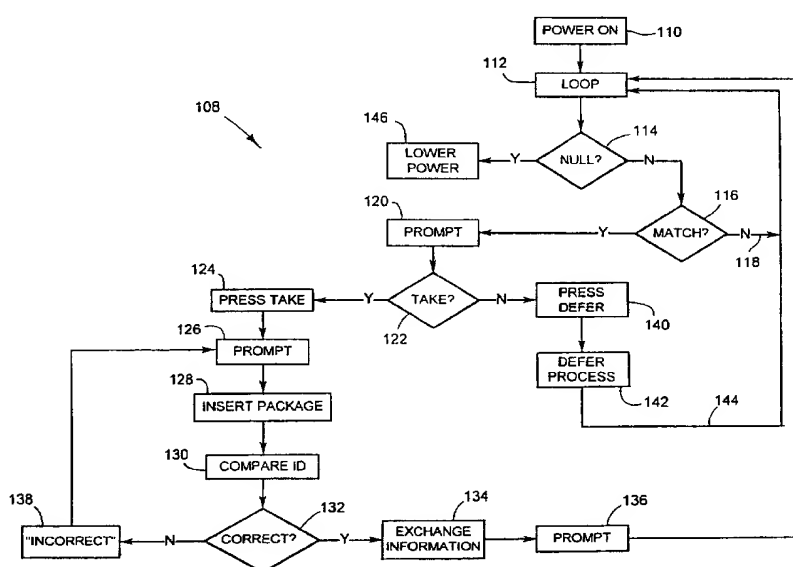 POWER ON
110
112
LOOP
108
146
114
LOWER
POWER
Y
NULL?
N
116
120
PROMPT
Y
MATCH?
N
118
124
PRESS TAKE
Y
TAKE?
N
PRESS
DEFER
122
140
126
PROMPT
128
DEFER
PROCESS
INSERT PACKAGE
142
144
130
COMPARE ID
138
132
134
136
"INCORRECT"
N
CORRECT?
Y
EXCHANGE
INFORMATION
PROMPT